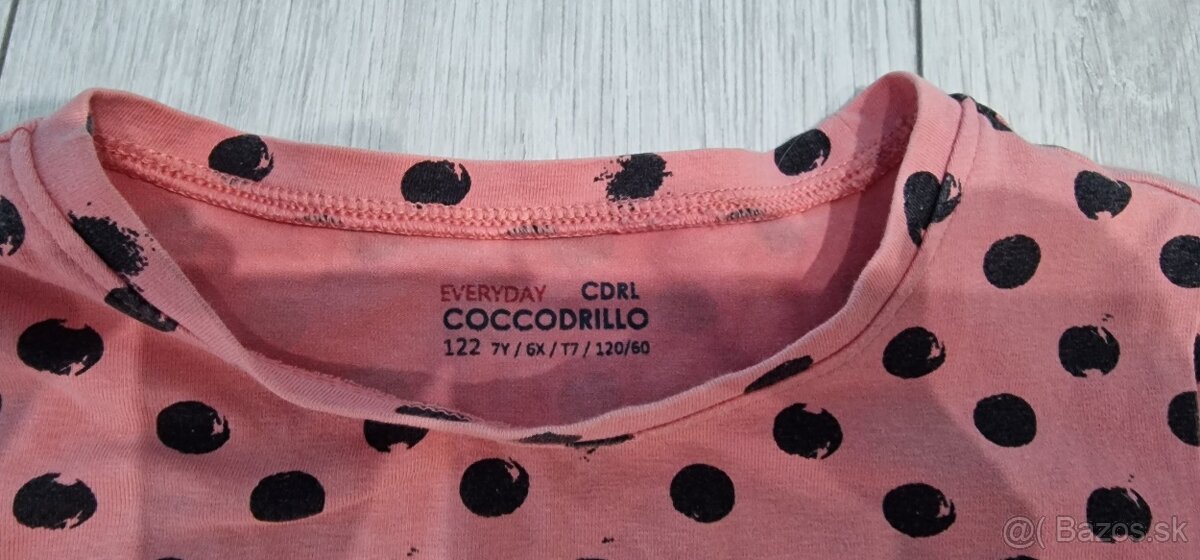 EVERYDAY CDRL
COCCODRILLO
122 7Y / 6X / T7 / 120/60
@( Bazos.sk